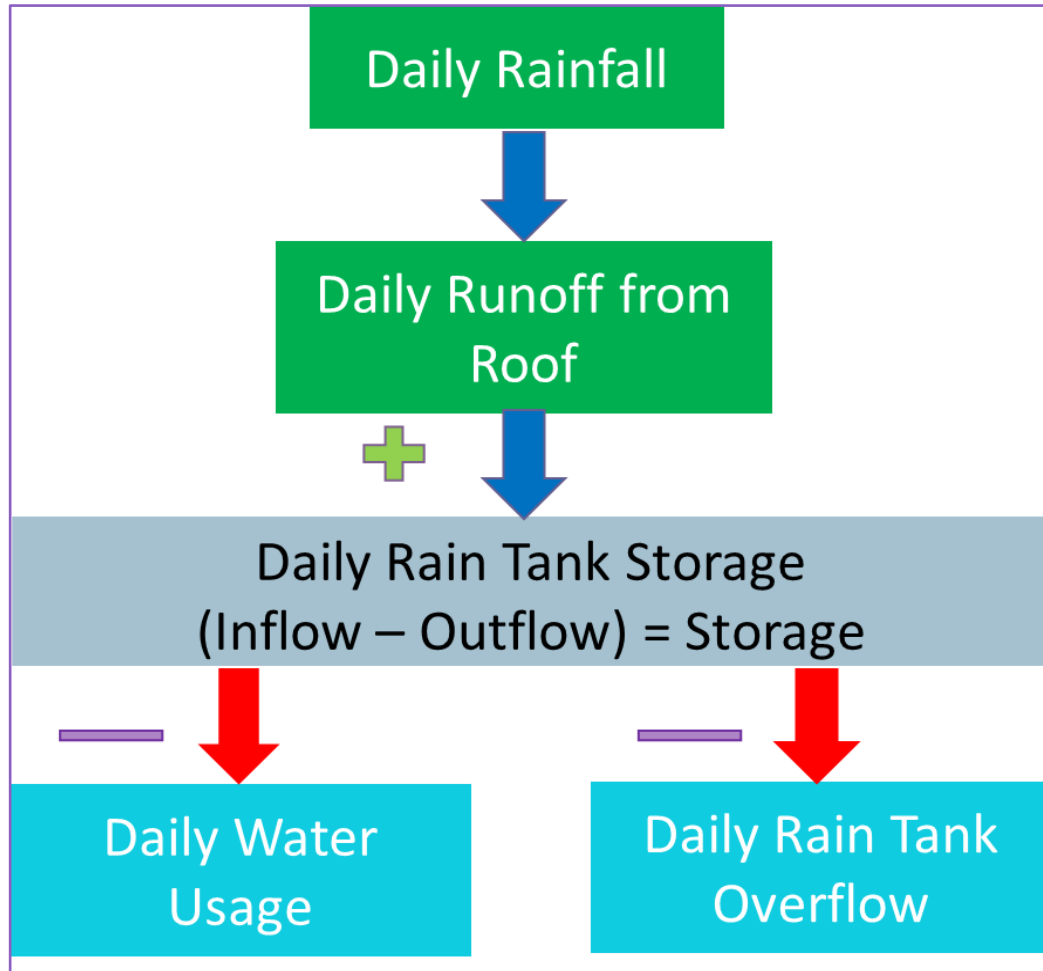 Daily Rainfall
Daily Runoff from
Roof
Daily Rain Tank Storage
(Inflow – Outflow) = Storage
Daily Water
Usage
Daily Rain Tank
Overflow